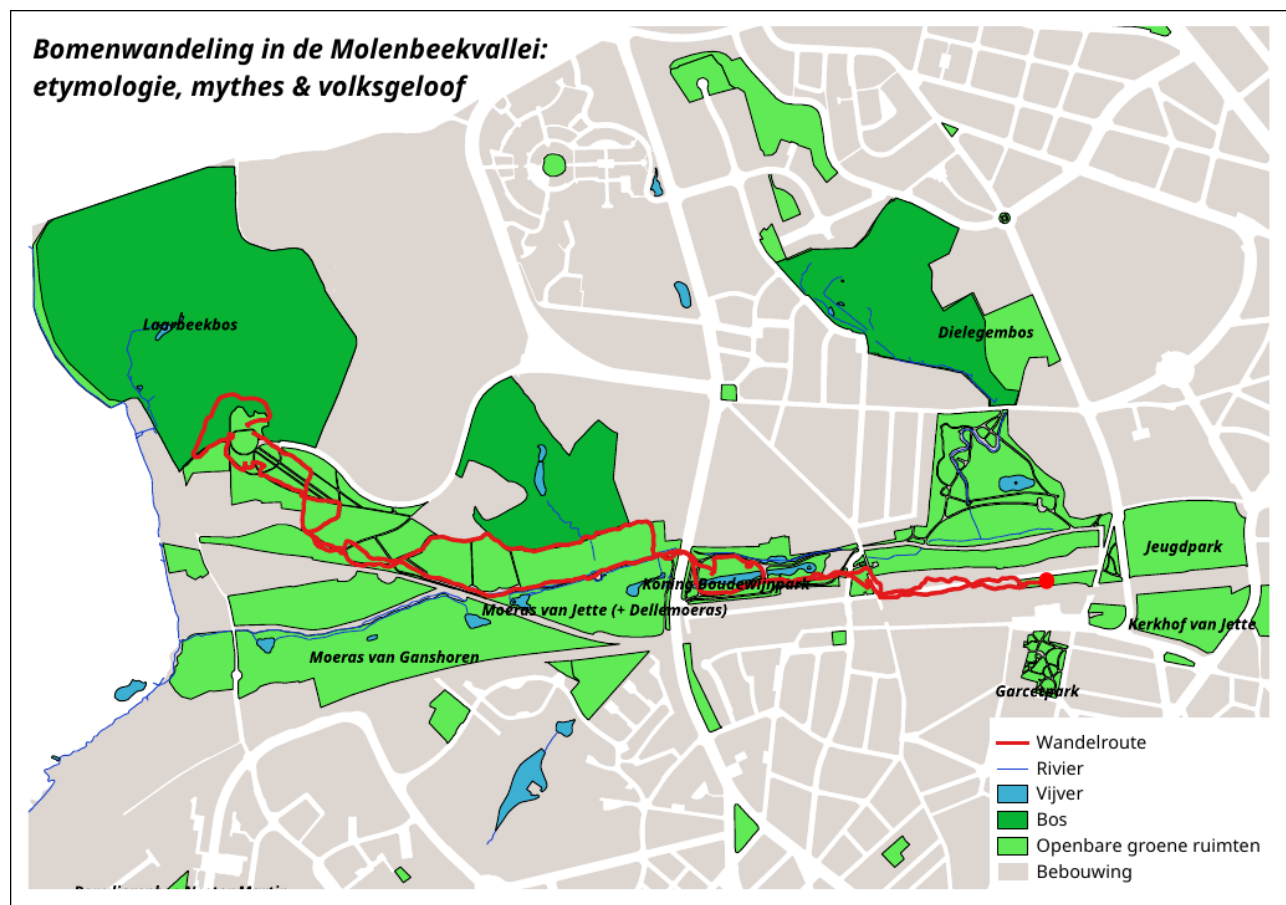 Bomenwandeling in de Molenbeekvallei:
etymologie, mythes & volksgeloof
Laarbeekbos
Dielegembos
Jeugdpark
Koning Boudewijnpark
Moeras van Jette (+ Dellemoeras)
Kerkhof van Jette
Moeras van Ganshoren
Garcetpark
Wandelroute
Rivier
Vijver
Bos
Openbare groene ruimten
Bebouwing